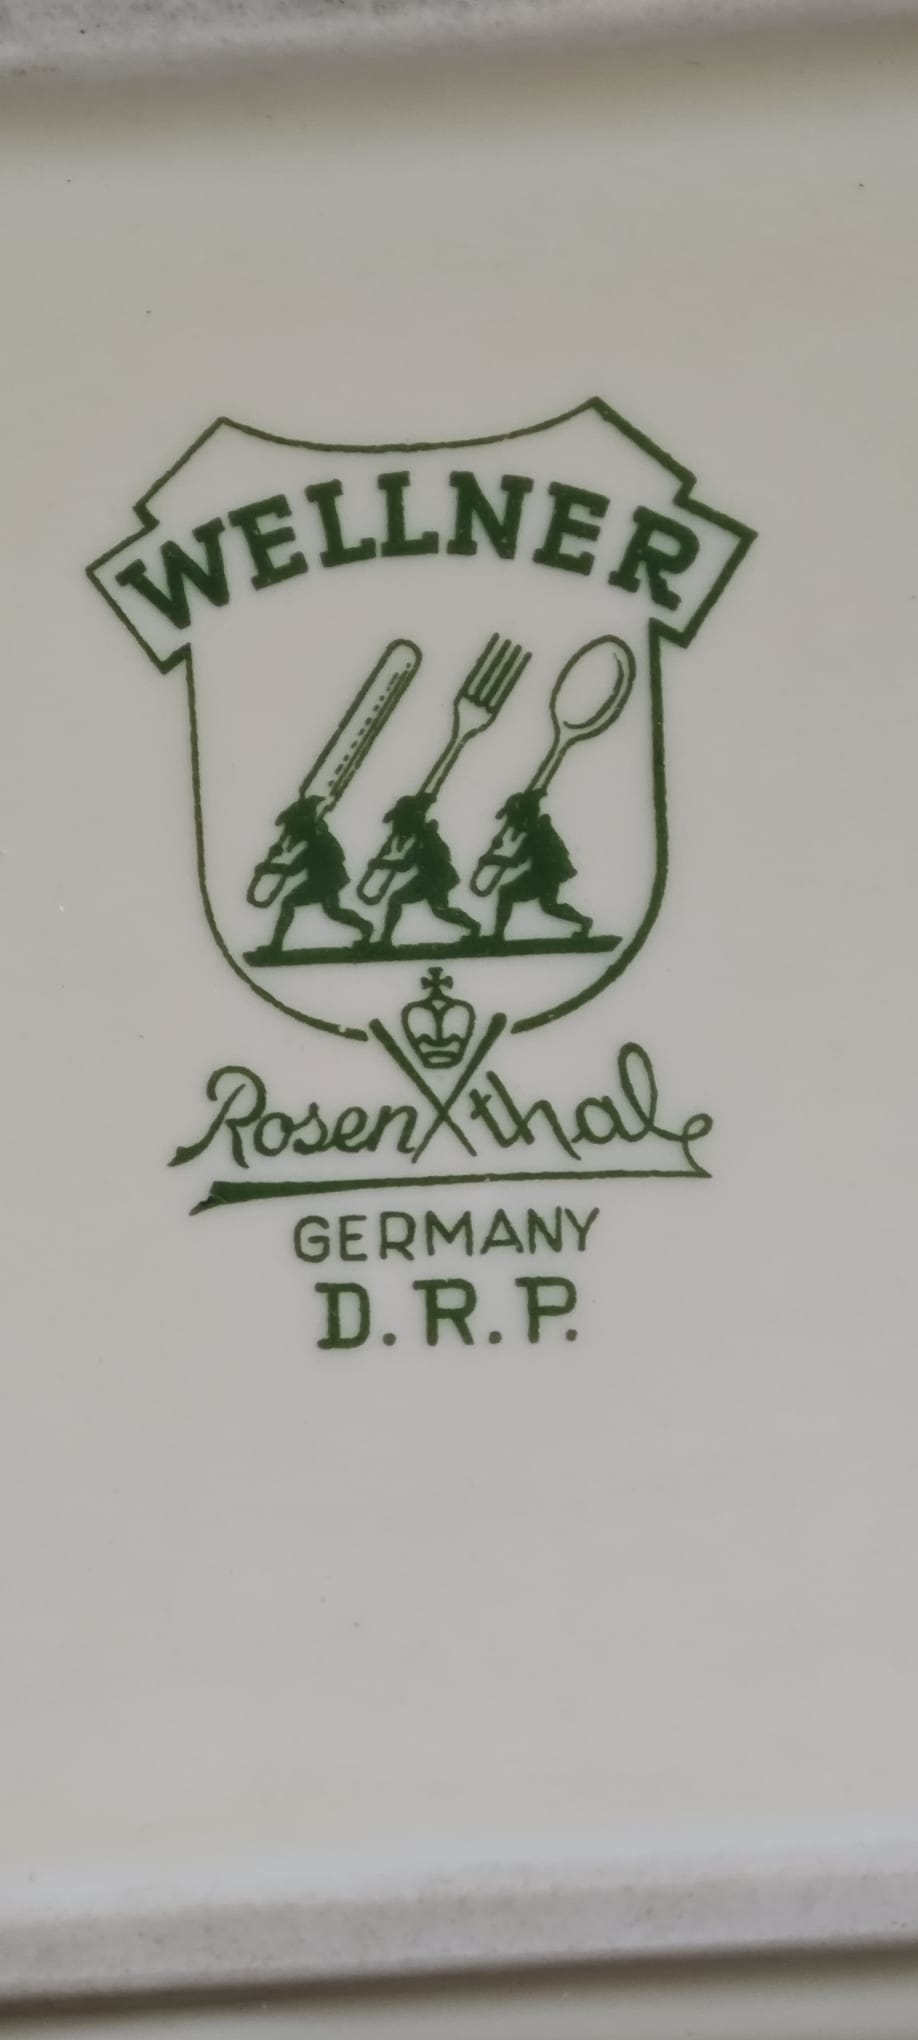 WELLNER
Rosenthal
GERMANY
D.R.P.